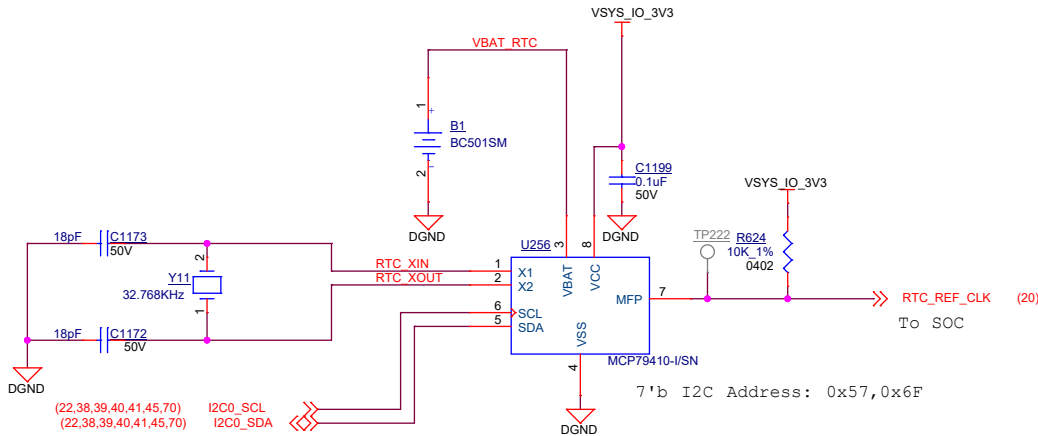 VSYS_IO_3V3
VBAT_RTC
1
+
B1
BC501SM
-
2
DGND
C1199
0.1uF
50V
DGND
VSYS_IO_3V3
TP222
R624
10K_1%
0402
18pF
C1173
50V
2
Y11
32.768KHz
1
18pF
C1172
50V
DGND
RTC_XIN
RTC_XOUT
U256
3
8
1
X1
2
X2
VBAT
VCC
6
SCL
5
SDA
MFP
7
VSS
4
MCP79410-I/SN
DGND
RTC_REF_CLK (20)
To SOC
7'b I2C Address: 0x57,0x6F
(22,38,39,40,41,45,70) I2C0_SCL
(22,38,39,40,41,45,70) I2C0_SDA